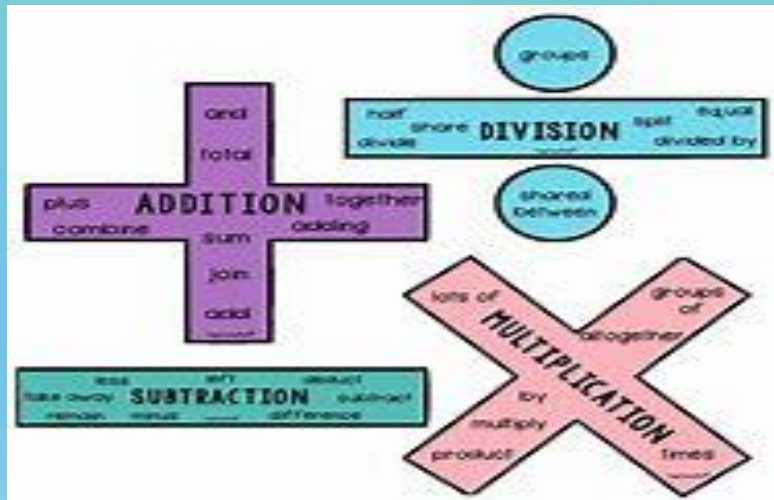 and
total
plus ADDITION together
combine sum adding
join
add
groups
half share DIVISION split equal
divide divided by
shared
between
less left deduct
take away SUBTRACTION subtract
remain minus difference
lots of
groups
of
altogether
MULTIPLICATION
by
multiply
product
times